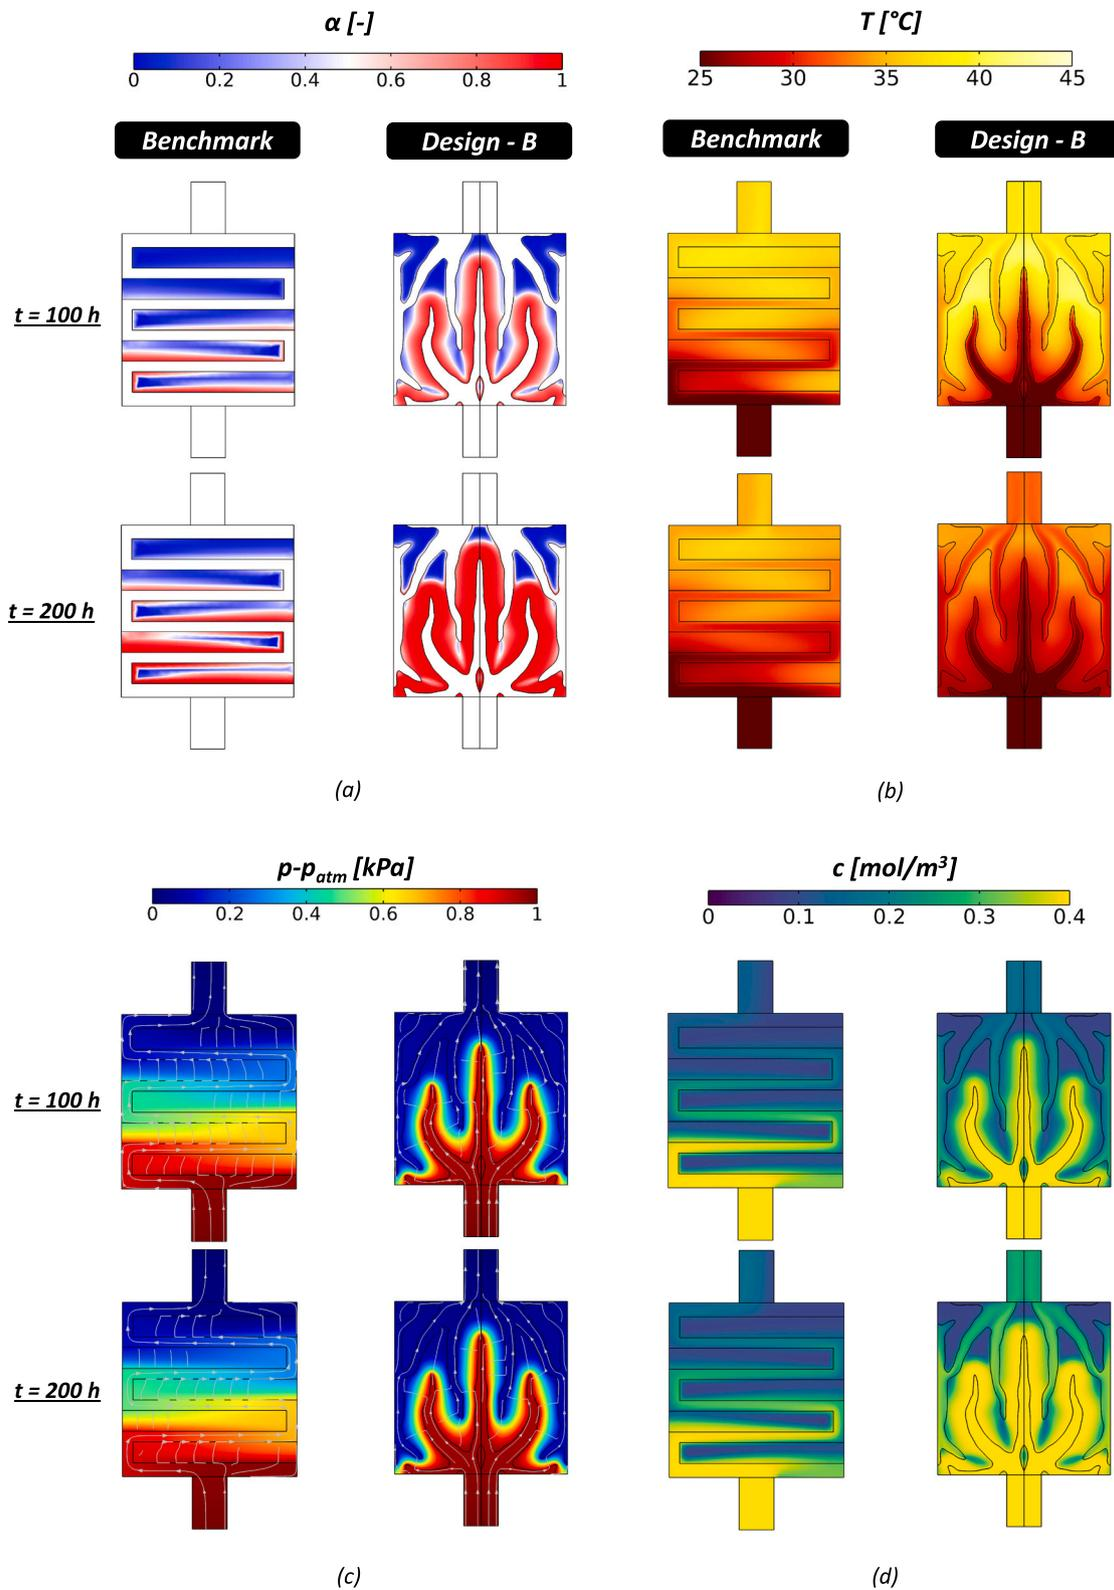 α [-]
T [°C]
0 0.2 0.4 0.6 0.8 1
25 30 35 40 45
Benchmark
Design - B
Benchmark
Design - B
t = 100 h
t = 200 h
(a)
(b)
p-patm [kPa]
c [mol/m³]
0 0.2 0.4 0.6 0.8 1
0 0.1 0.2 0.3 0.4
t = 100 h
t = 200 h
(c)
(d)